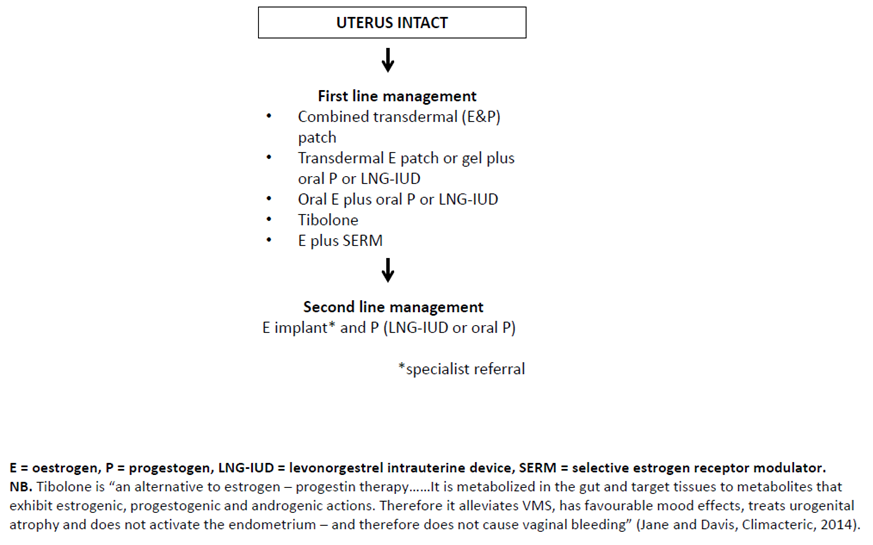 UTERUS INTACT
First line management
• Combined transdermal (E&P)
patch
• Transdermal E patch or gel plus
oral P or LNG-IUD
• Oral E plus oral P or LNG-IUD
• Tibolone
• E plus SERM
Second line management
E implant* and P (LNG-IUD or oral P)
*specialist referral
E = oestrogen, P = progestogen, LNG-IUD = levonorgestrel intrauterine device, SERM = selective estrogen receptor modulator.
NB. Tibolone is “an alternative to estrogen – progestin therapy……It is metabolized in the gut and target tissues to metabolites that
exhibit estrogenic, progestogenic and androgenic actions. Therefore it alleviates VMS, has favourable mood effects, treats urogenital
atrophy and does not activate the endometrium – and therefore does not cause vaginal bleeding” (Jane and Davis, Climacteric, 2014).